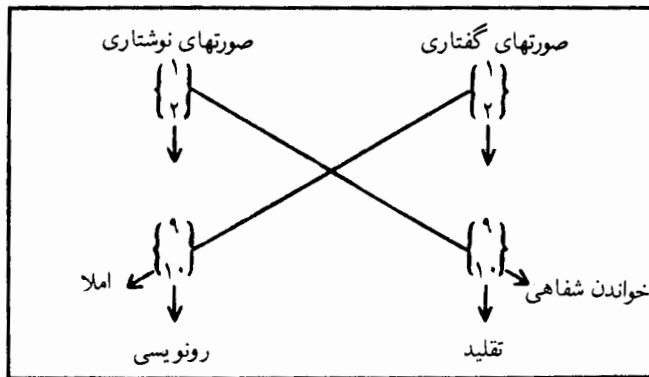 صورتهای گفتاری صورتهای نوشتاری
۱ ۱
۲ ۲
۹ ۹
۱۰ ۱۰
خواندن شفاهی املا
تقلید رونویسی